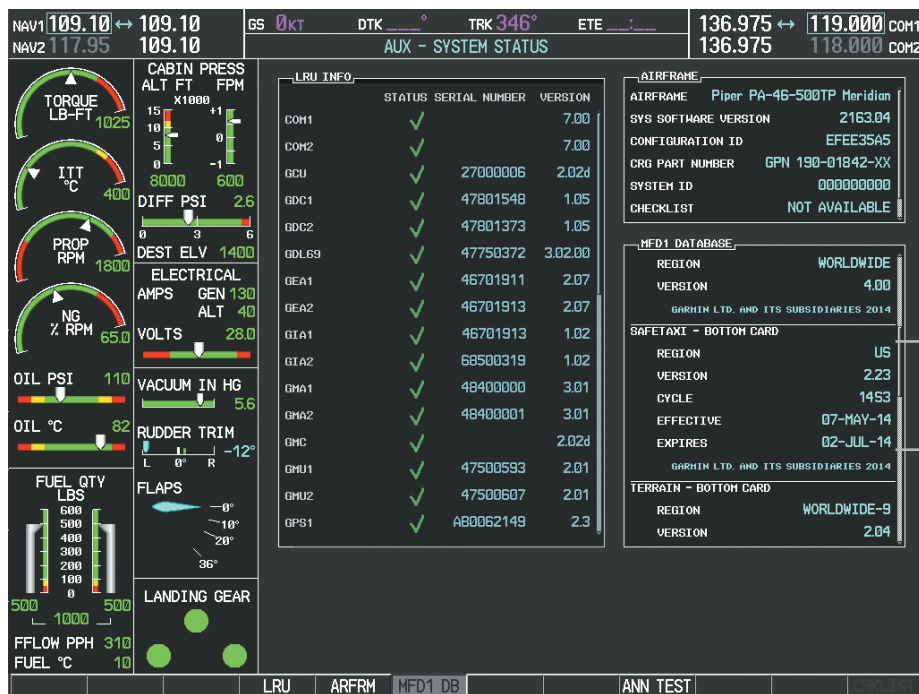 NAV1 109.10 ↔ 109.10
NAV2 117.95 109.10
GS 0KT DTK ___° TRK 346° ETE __:__
AUX - SYSTEM STATUS
136.975 ↔ 119.000 COM1
136.975 118.000 COM2
TORQUE
LB-FT
1025
ITT
°C
400
PROP
RPM
1800
NG
% RPM
65.0
OIL PSI 110
OIL °C 82
FUEL QTY
LBS
600
500
400
300
200
100
0
500 500
1000
FFLOW PPH 310
FUEL °C 10
CABIN PRESS
ALT FT FPM
X1000
15 +1
10
5 0
0 -1
8000 600
DIFF PSI 2.6
0 3 6
DEST ELV 1400
ELECTRICAL
AMPS GEN 130
ALT 40
VOLTS 28.0
VACUUM IN HG
5.6
RUDDER TRIM
-12°
L 0° R
FLAPS
0°
10°
20°
36°
LANDING GEAR
LRU INFO
STATUS SERIAL NUMBER VERSION
COM1 ✓ 7.00
COM2 ✓ 7.00
GCU ✓ 27000006 2.02d
GDC1 ✓ 47801548 1.05
GDC2 ✓ 47801373 1.05
GDL69 ✓ 47750372 3.02.00
GEA1 ✓ 46701911 2.07
GEA2 ✓ 46701913 2.07
GIA1 ✓ 46701913 1.02
GIA2 ✓ 68500319 1.02
GMA1 ✓ 48400000 3.01
GMA2 ✓ 48400001 3.01
GMC ✓ 2.02d
GMU1 ✓ 47500593 2.01
GMU2 ✓ 47500607 2.01
GPS1 ✓ AB0062149 2.3
AIRFRAME
AIRFRAME Piper PA-46-500TP Meridian
SYS SOFTWARE VERSION 2163.04
CONFIGURATION ID EFEE35A5
CRG PART NUMBER GPN 190-01842-XX
SYSTEM ID 000000000
CHECKLIST NOT AVAILABLE
MFD1 DATABASE
REGION WORLDWIDE
VERSION 4.00
GARMIN LTD. AND ITS SUBSIDIARIES 2014
SAFETAXI - BOTTOM CARD
REGION US
VERSION 2.23
CYCLE 14S3
EFFECTIVE 07-MAY-14
EXPIRES 02-JUL-14
GARMIN LTD. AND ITS SUBSIDIARIES 2014
TERRAIN - BOTTOM CARD
REGION WORLDWIDE-9
VERSION 2.04
LRU ARFRM MFD1 DB ANN TEST CHKLIST